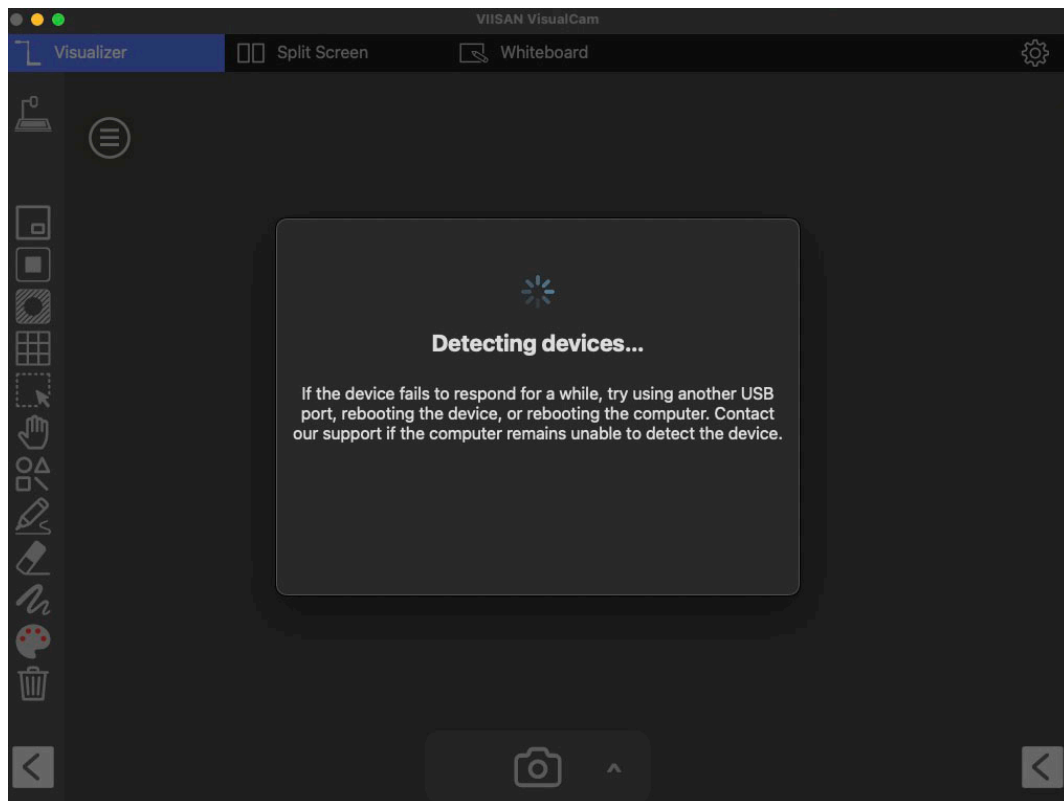 VIISAN VisualCam
Visualizer
Split Screen
Whiteboard
Detecting devices...
If the device fails to respond for a while, try using another USB
port, rebooting the device, or rebooting the computer. Contact
our support if the computer remains unable to detect the device.